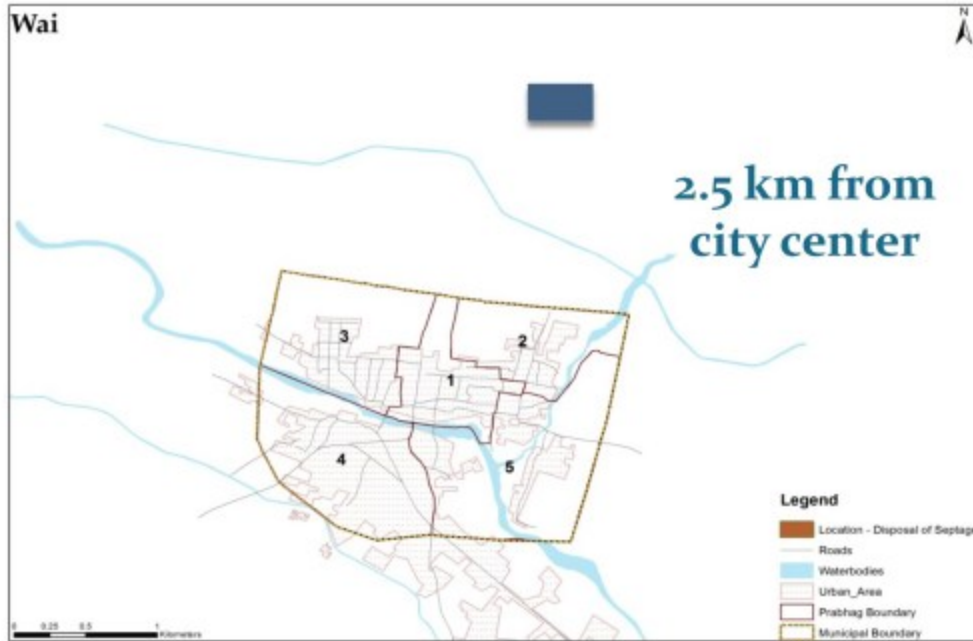 Wai
N
2.5 km from
city center
3
2
1
4
5
Legend
Location - Disposal of Septage
Roads
Waterbodies
Urban_Area
Prabhag Boundary
Municipal Boundary
0 0.25 0.5 1
Kilometers